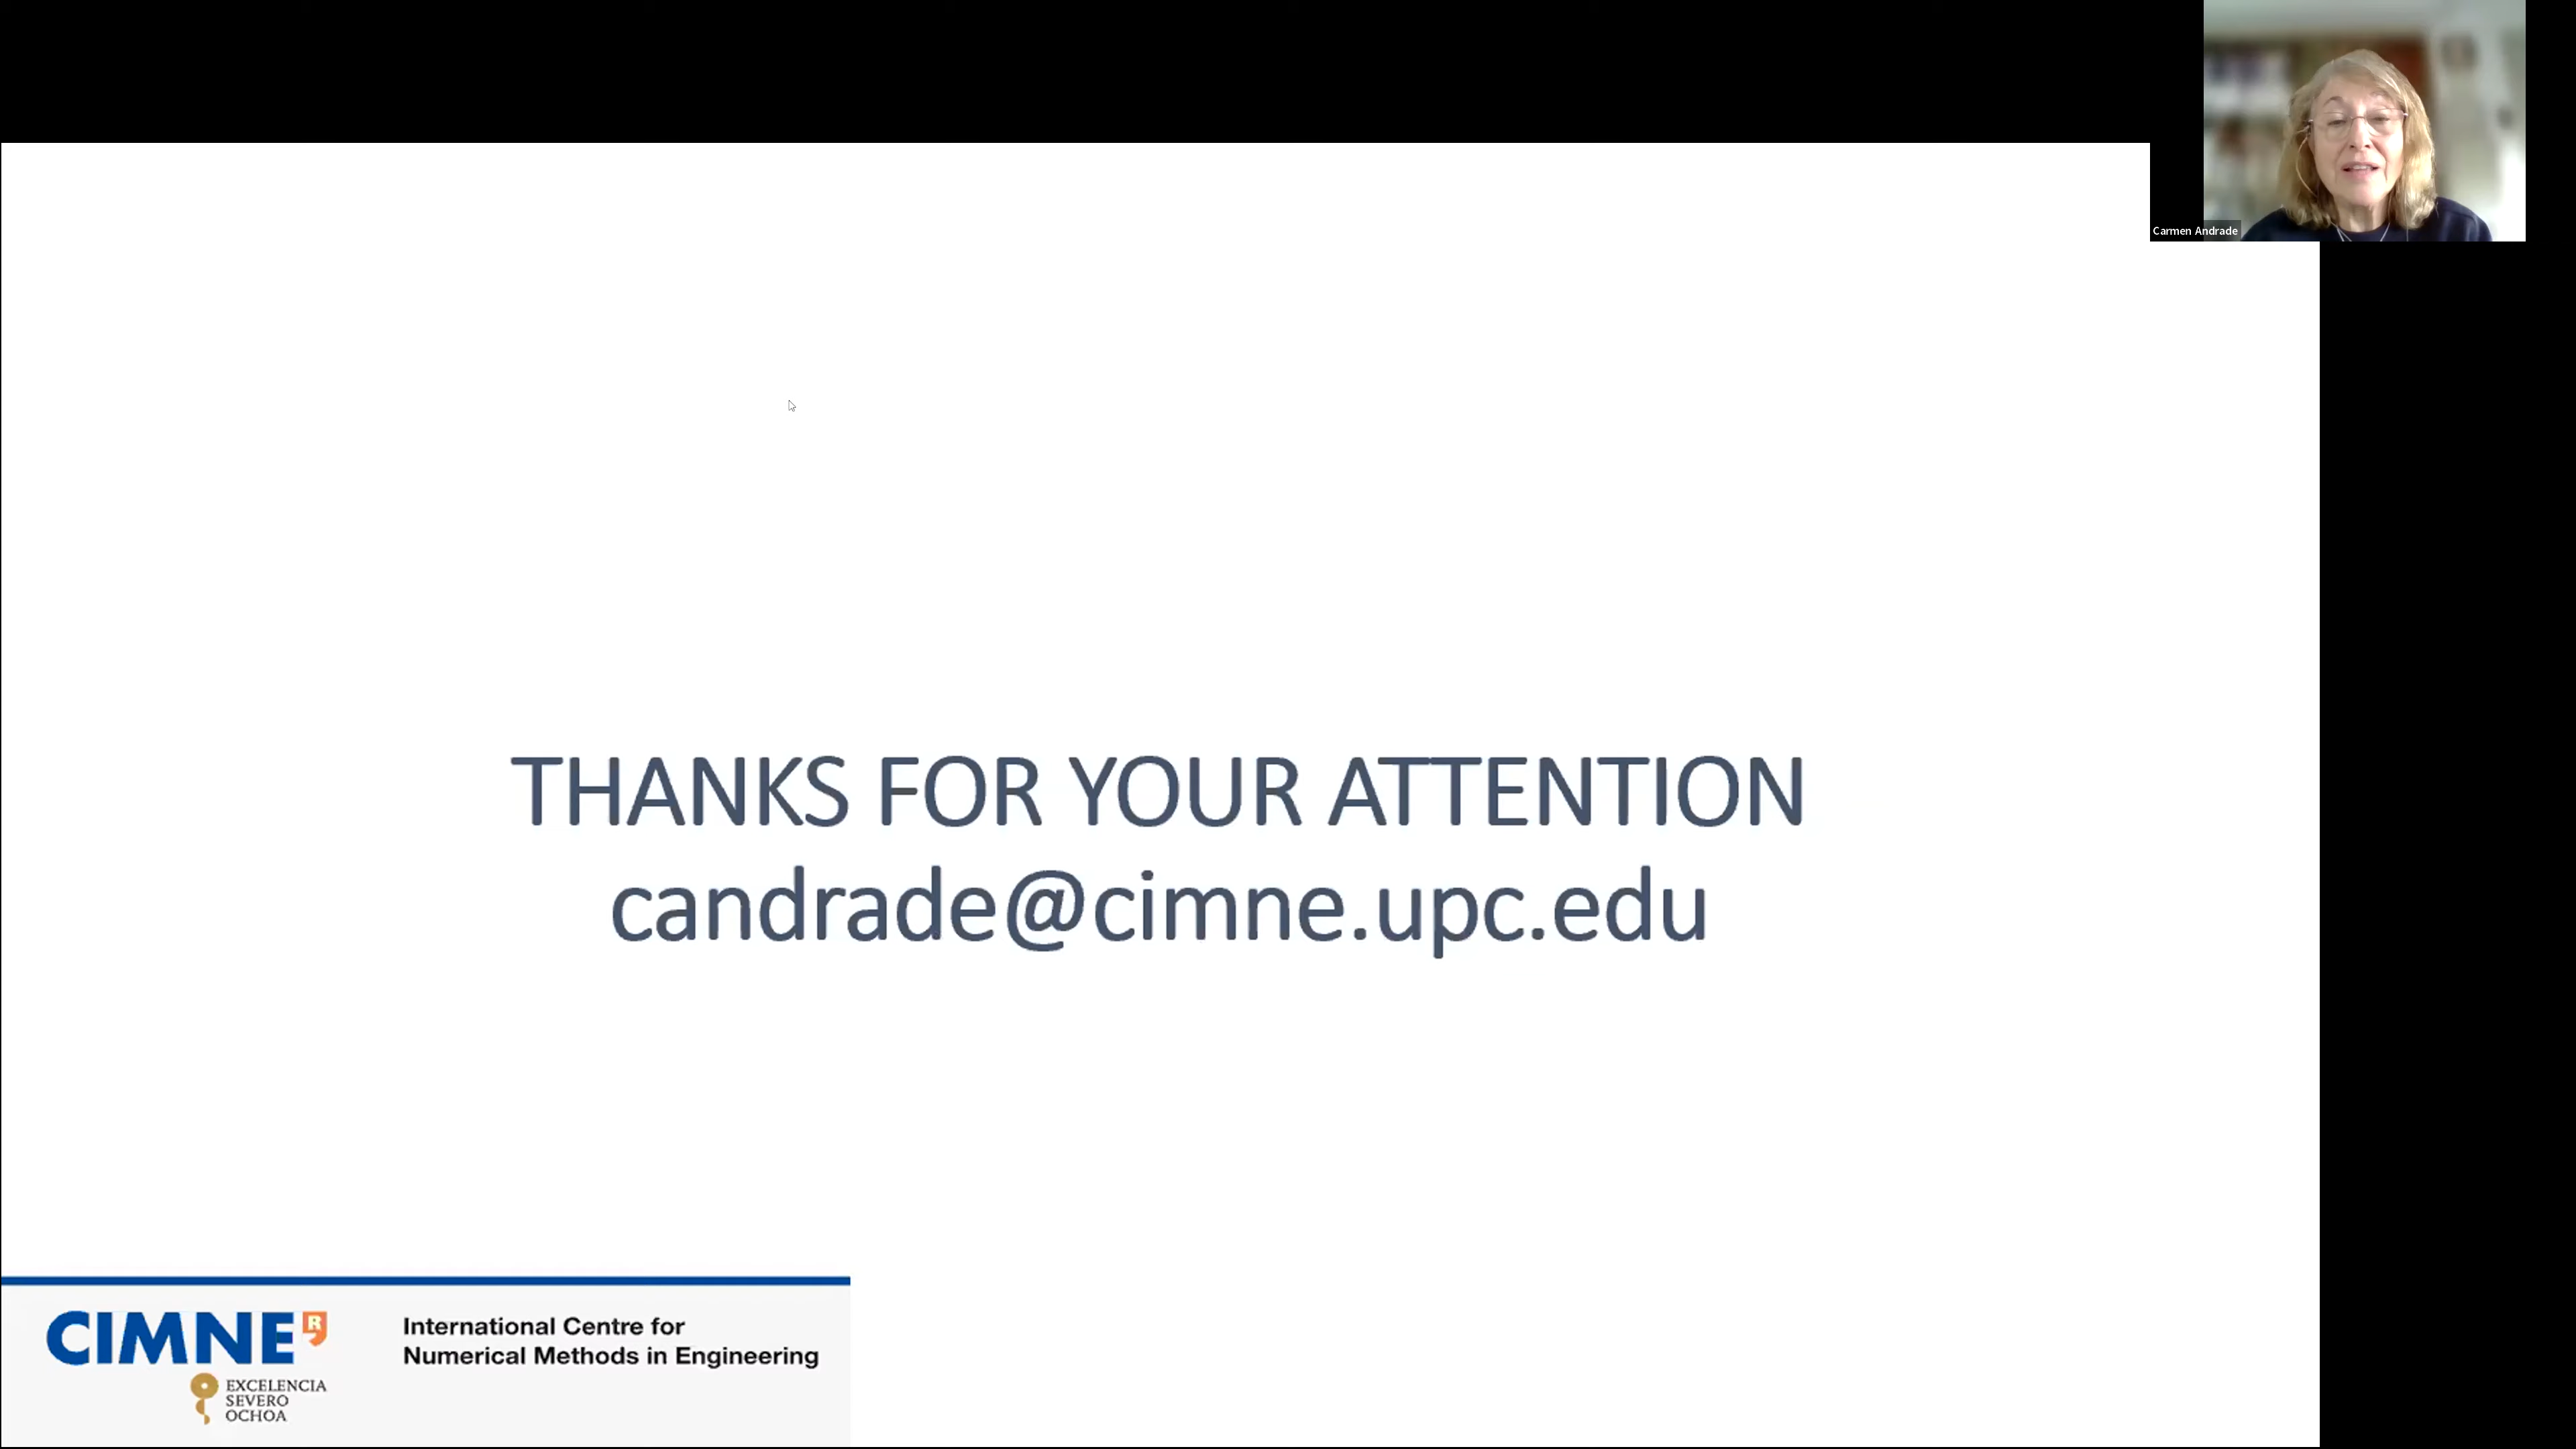 Carmen Andrade
THANKS FOR YOUR ATTENTION
candrade@cimne.upc.edu
CIMNE R
EXCELENCIA
SEVERO
OCHOA
International Centre for
Numerical Methods in Engineering